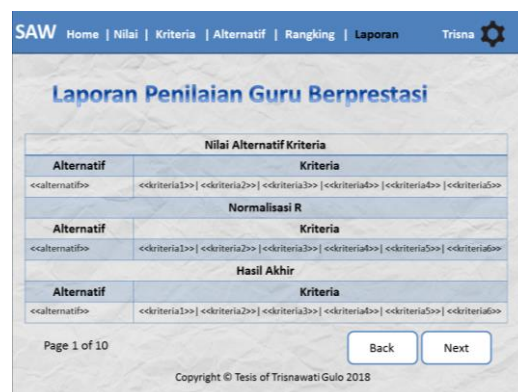 SAW Home | Nilai | Kriteria | Alternatif | Rangking | Laporan Trisna
Laporan Penilaian Guru Berprestasi
Nilai Alternatif Kriteria
Alternatif Kriteria
<<alternatif>> <<kriteria1>>| <<kriteria2>>| <<kriteria3>> |<<kriteria4>> |<<kriteria4>> |<<kriteria5>>
Normalisasi R
Alternatif Kriteria
<<alternatif>> <<kriteria1>>| <<kriteria2>>| <<kriteria3>> | <<kriteria4>>| <<kriteria5>>| <<kriteria6>>
Hasil Akhir
Alternatif Kriteria
<<alternatif>> <<kriteria1>>| <<kriteria2>>| <<kriteria3>> | <<kriteria4>>| <<kriteria5>>| <<kriteria6>>
Page 1 of 10 Back Next
Copyright © Tesis of Trisnawati Gulo 2018